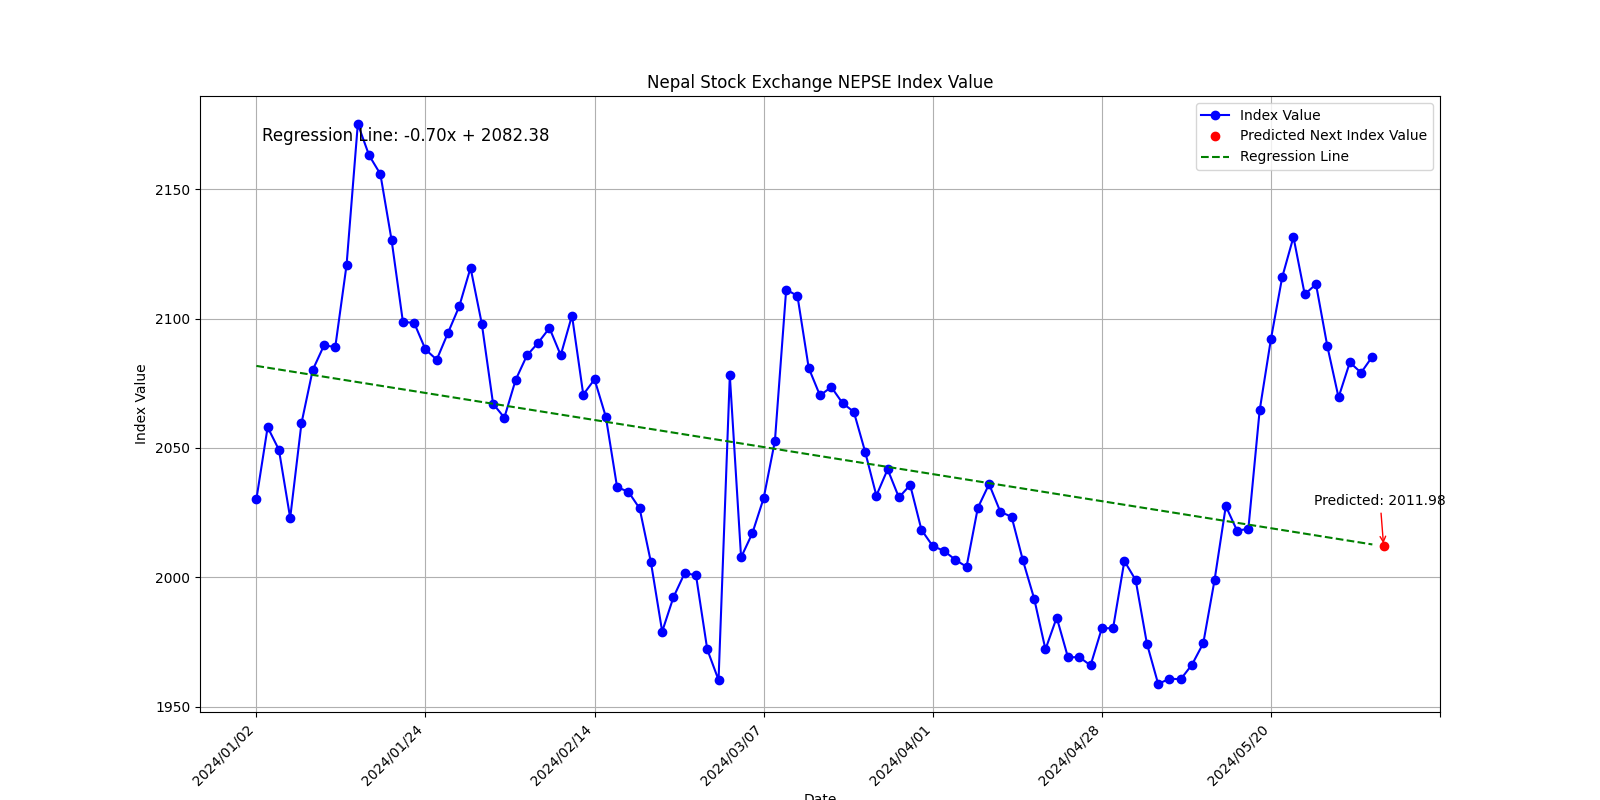 Nepal Stock Exchange NEPSE Index Value
Regression Line: -0.70x + 2082.38
Index Value
Predicted Next Index Value
Regression Line
2150
2100
2050
2000
1950
Index Value
Predicted: 2011.98
2024/01/02
2024/01/24
2024/02/14
2024/03/07
2024/04/01
2024/04/28
2024/05/20
Date